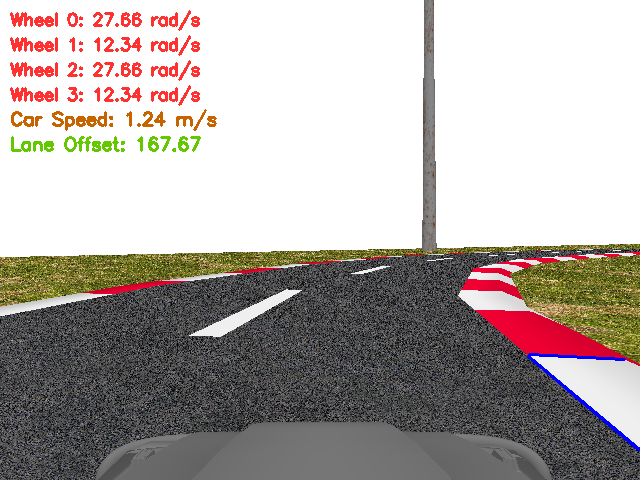 Wheel 0: 27.66 rad/s
Wheel 1: 12.34 rad/s
Wheel 2: 27.66 rad/s
Wheel 3: 12.34 rad/s
Car Speed: 1.24 m/s
Lane Offset: 167.67